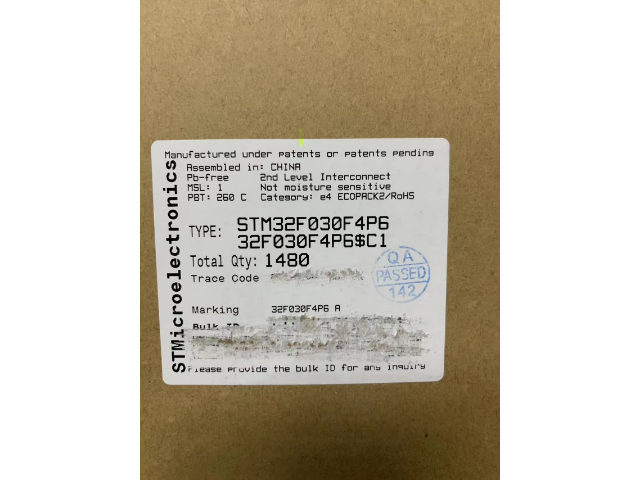 STMicroelectronics
Manufactured under patents or patents pending
Assembled in: CHINA
Pb-free 2nd Level Interconnect
MSL: 1 Not moisture sensitive
PBT: 260 C Category: e4 ECOPACK2/RoHS
TYPE: STM32F030F4P6
32F030F4P6$C1
Total Qty: 1480
Trace Code
QA
PASSED
142
Marking 32F030F4P6 A
Bulk ID
Please provide the bulk ID for any inquiry